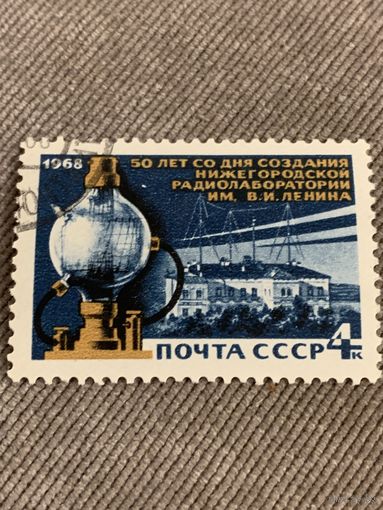 1968 50 ЛЕТ СО ДНЯ СОЗДАНИЯ
НИЖЕГОРОДСКОЙ
РАДИОЛАБОРАТОРИИ
ИМ. В.И. ЛЕНИНА
ПОЧТА СССР 4к